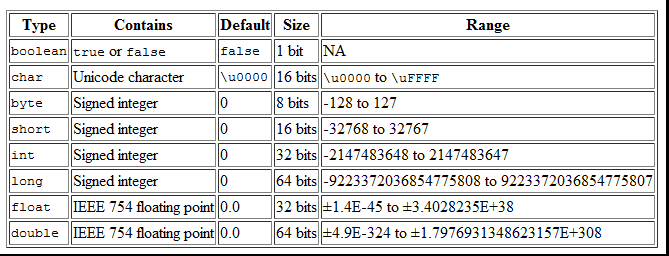 Type Contains Default Size Range
boolean true or false false 1 bit NA
char Unicode character \u0000 16 bits \u0000 to \uFFFF
byte Signed integer 0 8 bits -128 to 127
short Signed integer 0 16 bits -32768 to 32767
int Signed integer 0 32 bits -2147483648 to 2147483647
long Signed integer 0 64 bits -9223372036854775808 to 9223372036854775807
float IEEE 754 floating point 0.0 32 bits ±1.4E-45 to ±3.4028235E+38
double IEEE 754 floating point 0.0 64 bits ±4.9E-324 to ±1.7976931348623157E+308